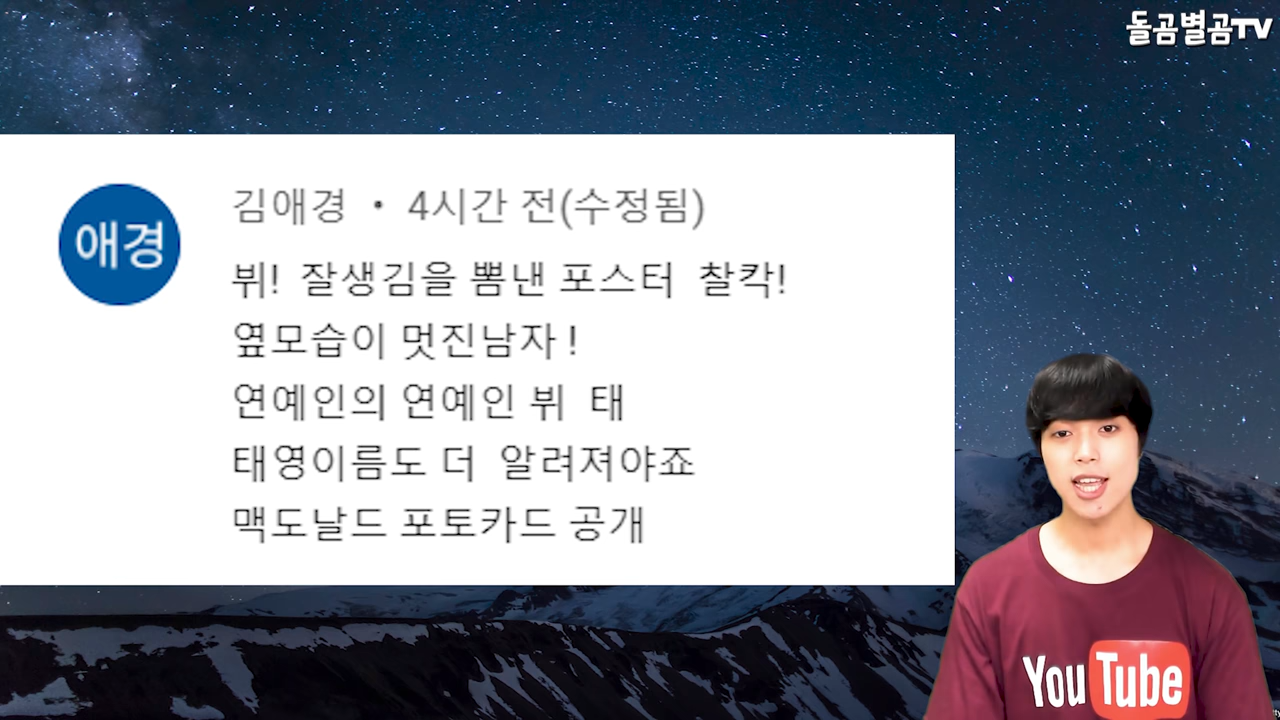 돌곰별곰TV
애경
김애경 • 4시간 전(수정됨)
뷔! 잘생김을 뽐낸 포스터 찰칵!
옆모습이 멋진남자 !
연예인의 연예인 뷔 태
태영이름도 더 알려져야죠
맥도날드 포토카드 공개
You Tube